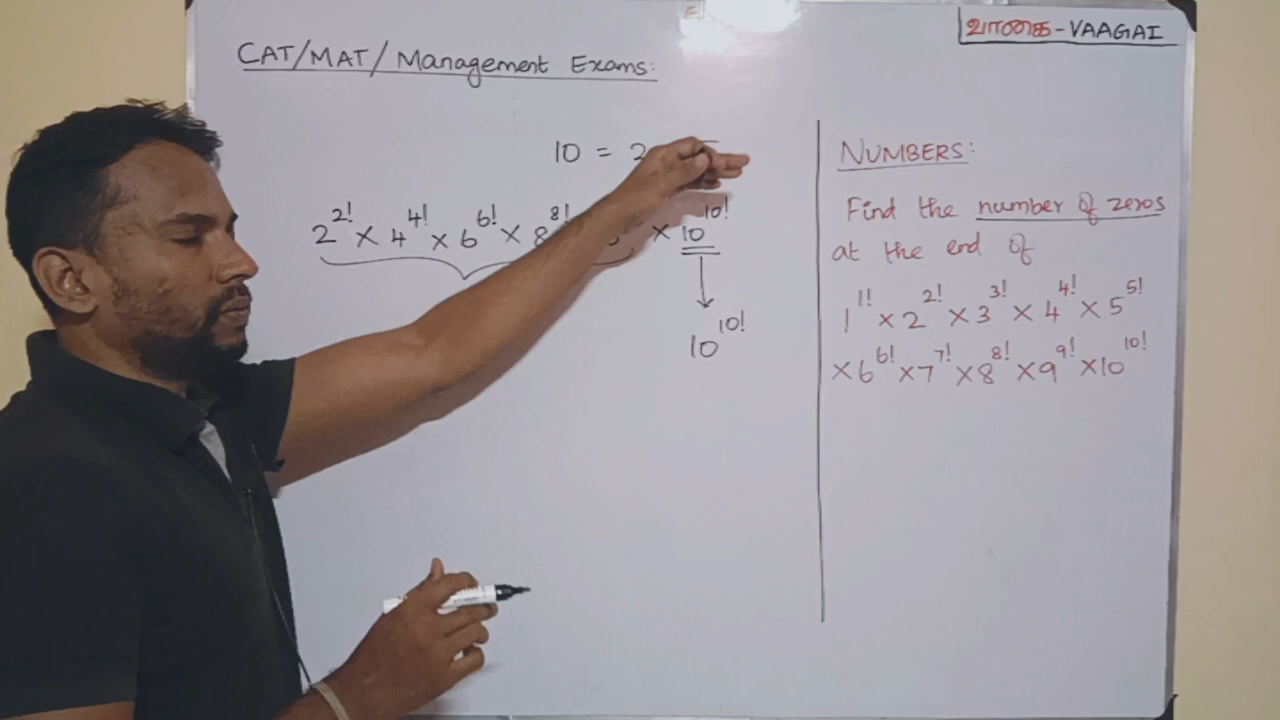 வாகை-VAAGAI
CAT/MAT/Management Exams:
10 = 2
2^2! × 4^4! × 6^6! × 8^8! × 10^10!
10^10!
NUMBERS:
Find the number of zeros
at the end of
1^1! × 2^2! × 3^3! × 4^4! × 5^5!
×6^6! ×7^7! ×8^8! ×9^9! ×10^10!